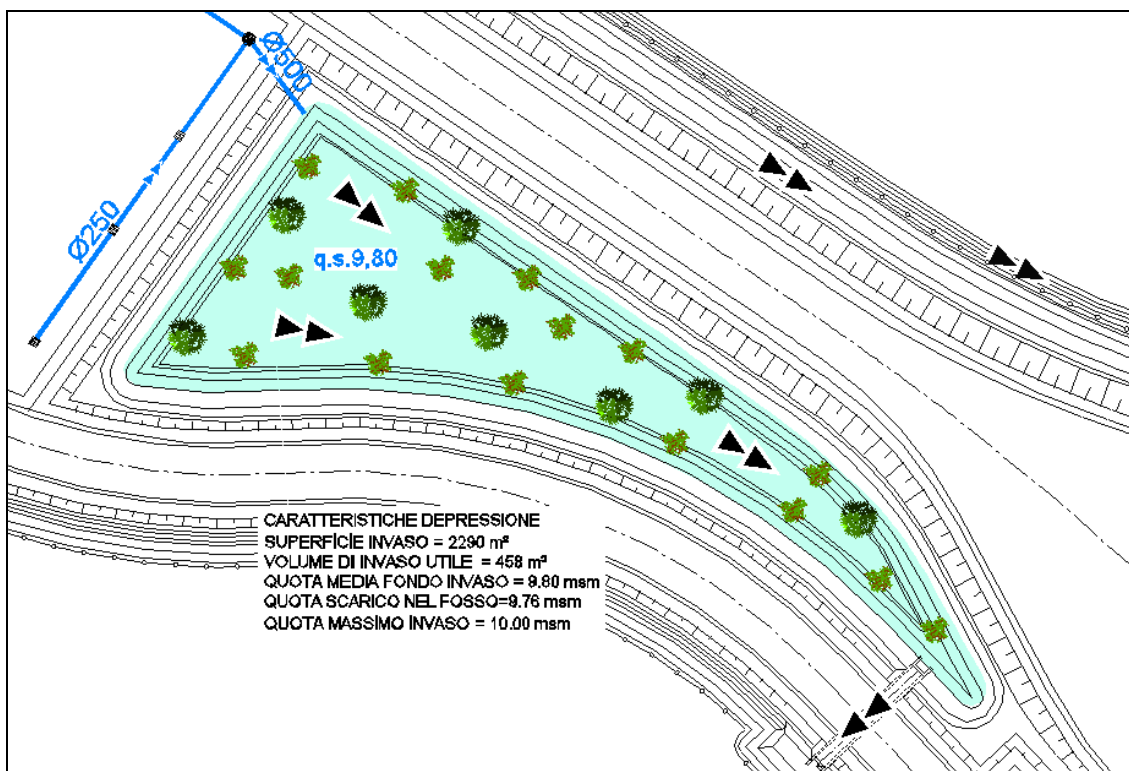 Ø500
Ø250
q.s.9,80
CARATTERISTICHE DEPRESSIONE
SUPERFICIE INVASO = 2290 m²
VOLUME DI INVASO UTILE = 458 m³
QUOTA MEDIA FONDO INVASO = 9.80 msm
QUOTA SCARICO NEL FOSSO=9.76 msm
QUOTA MASSIMO INVASO = 10.00 msm